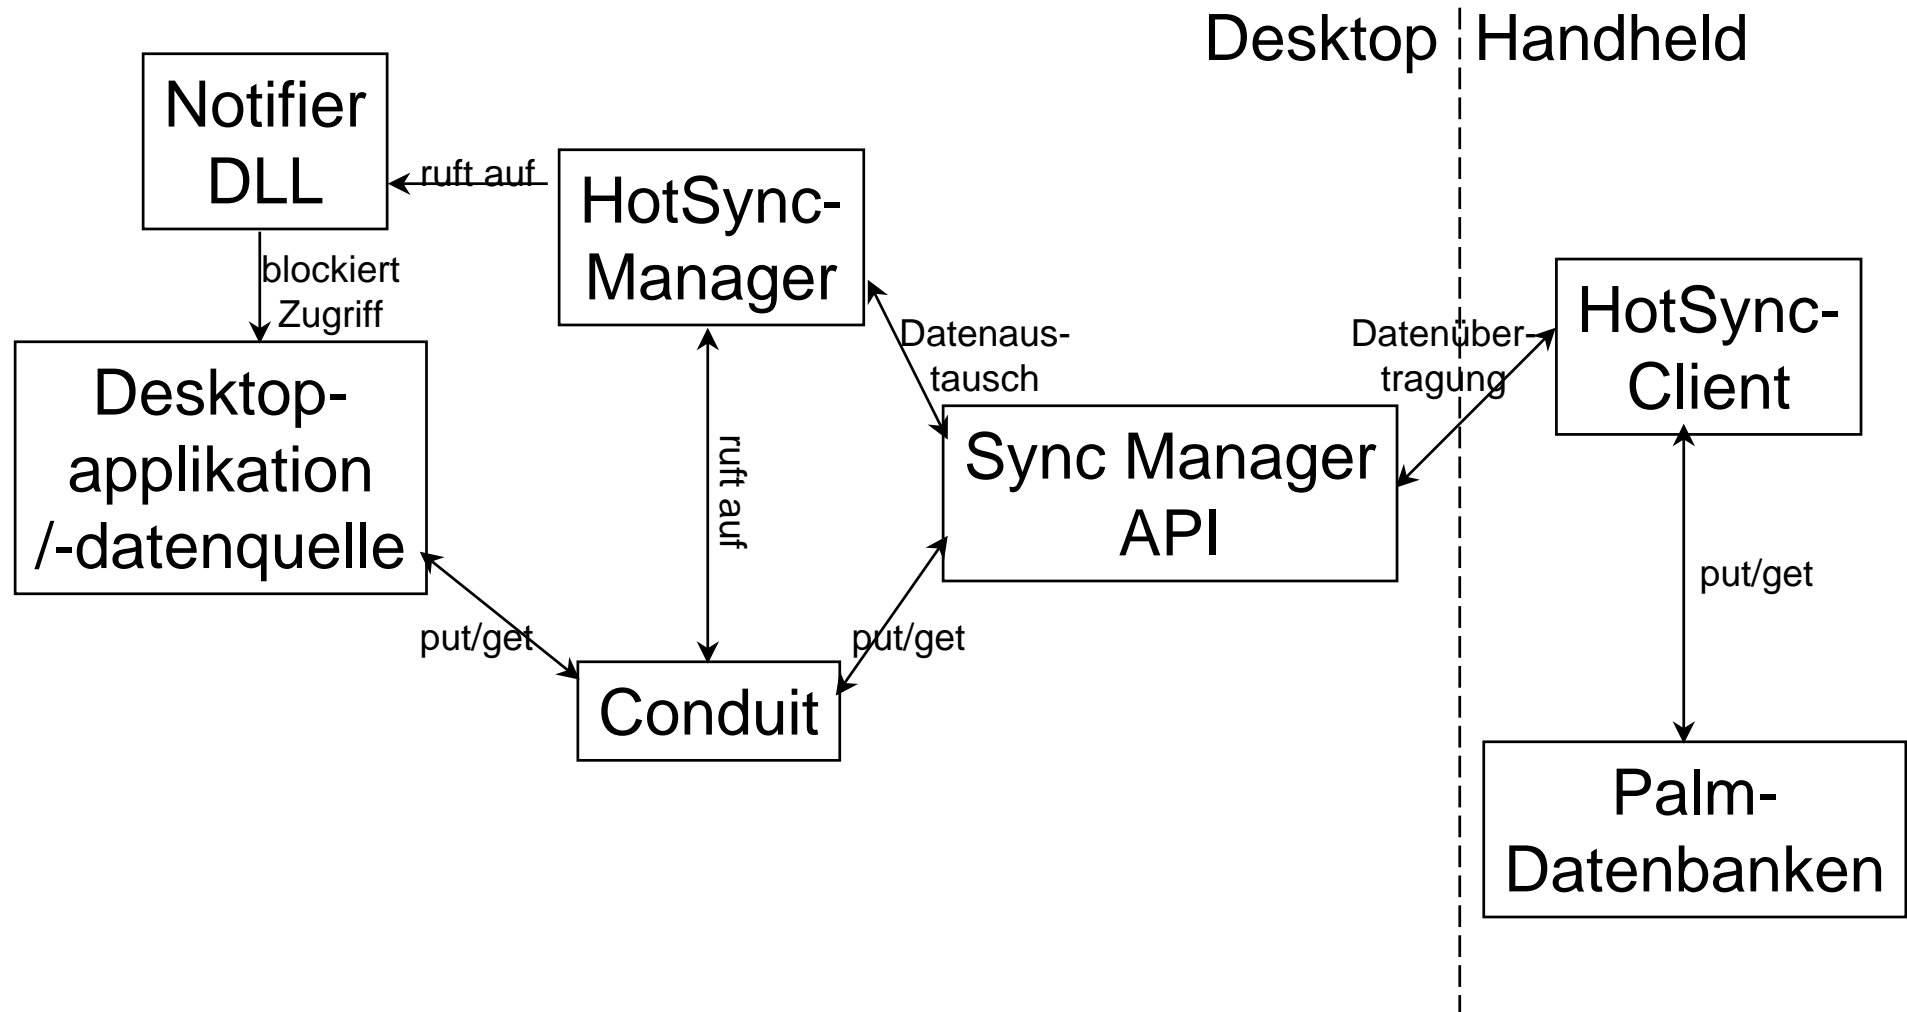 Desktop
Handheld
Notifier
DLL
ruft auf
HotSync-
Manager
blockiert
Zugriff
Desktop-
applikation
/-datenquelle
Datenaus-
tausch
Datenüber-
tragung
HotSync-
Client
ruft auf
Sync Manager
API
put/get
put/get
put/get
Conduit
Palm-
Datenbanken